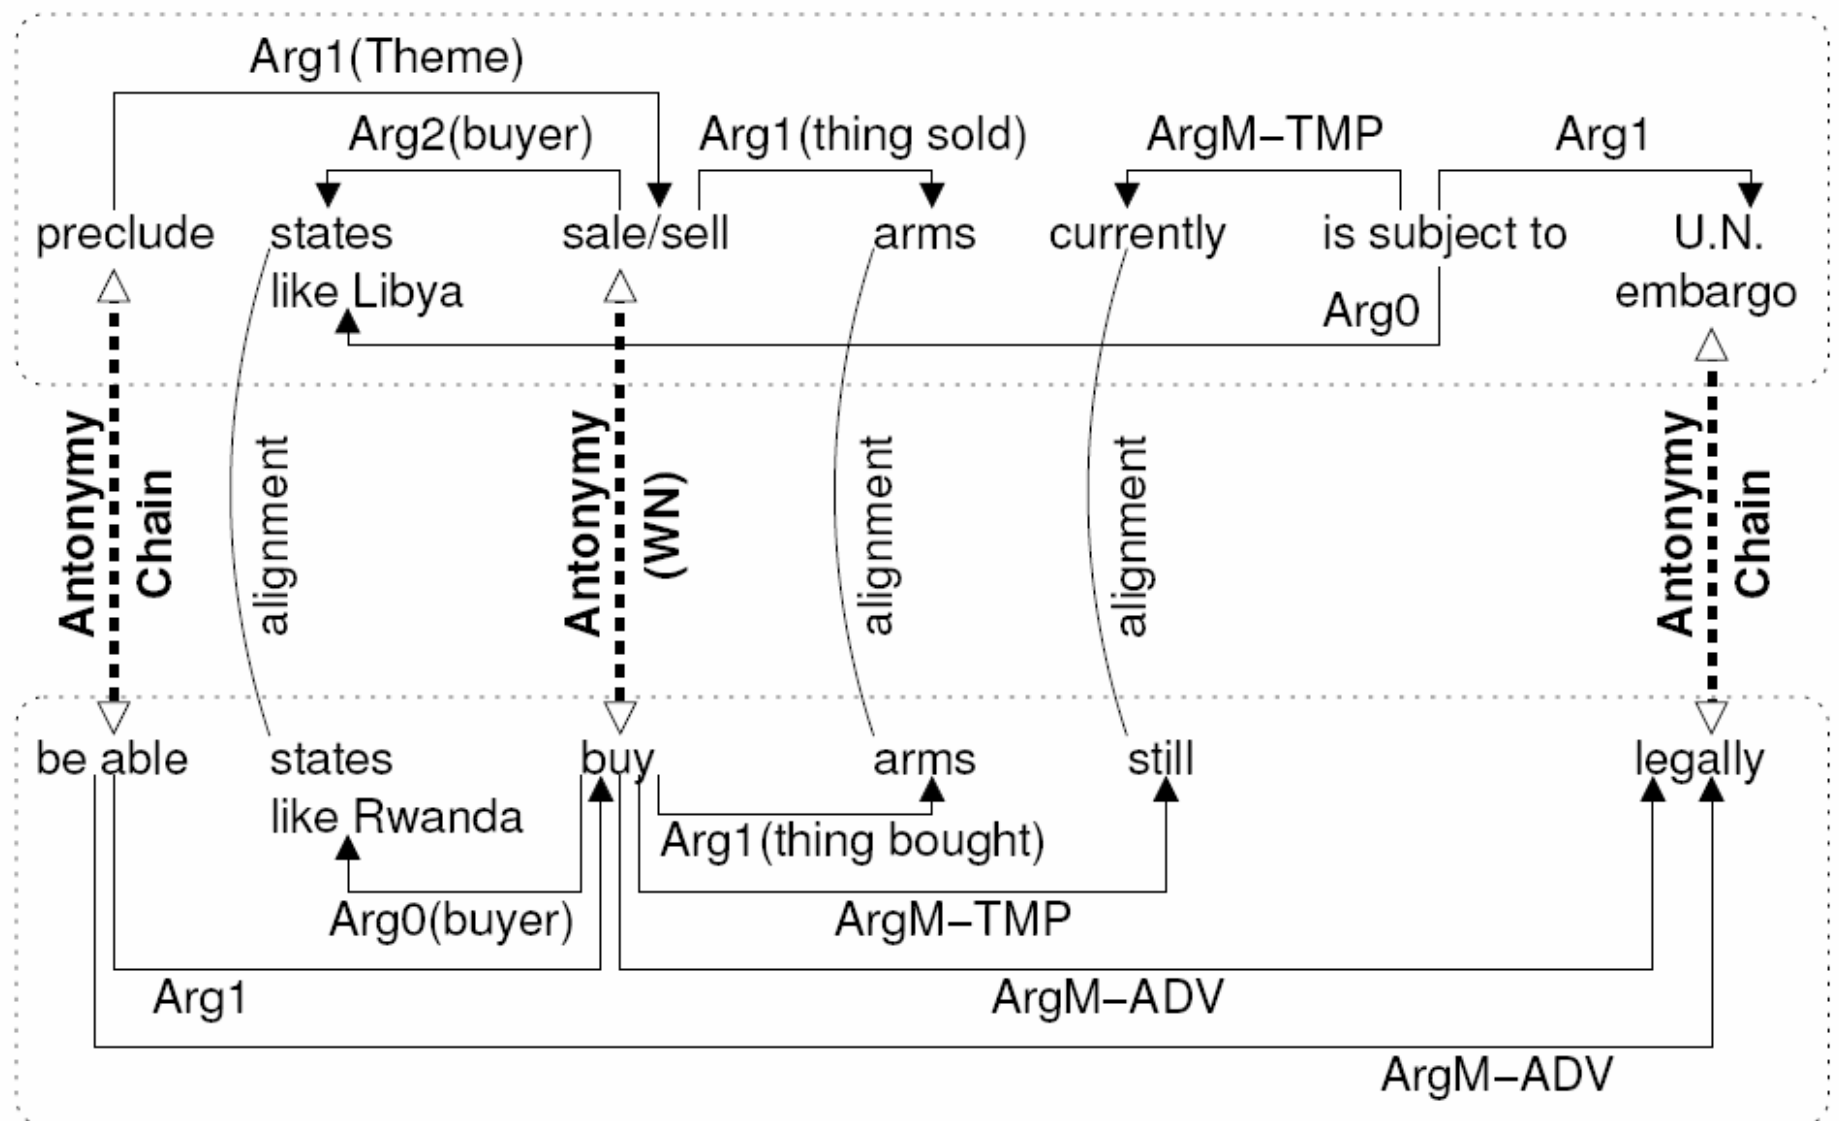 Arg1(Theme)
Arg2(buyer) Arg1(thing sold) ArgM–TMP Arg1
preclude states sale/sell arms currently is subject to U.N.
like Libya embargo
Arg0
Antonymy
Chain
alignment
Antonymy
(WN)
alignment
alignment
Antonymy
Chain
be able states buy arms still legally
like Rwanda
Arg1(thing bought)
Arg0(buyer) ArgM–TMP
Arg1 ArgM–ADV
ArgM–ADV